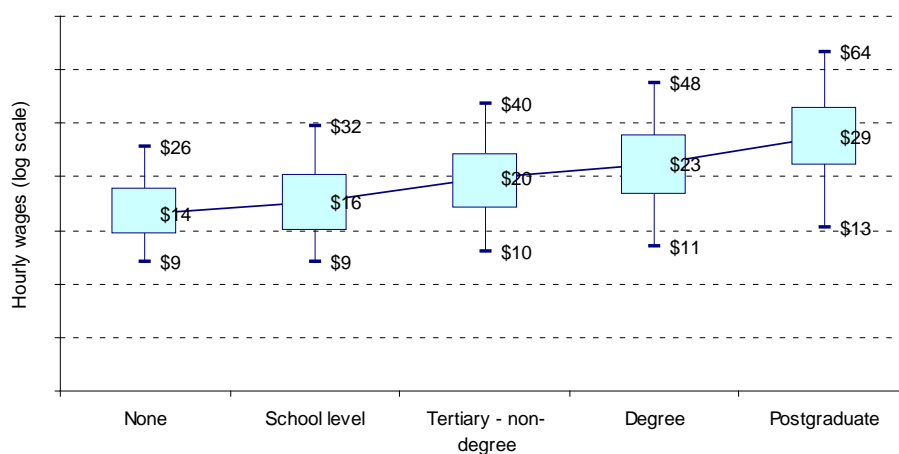 Hourly wages (log scale)
$64
$48
$40
$32
$26
$29
$23
$20
$16
$14
$13
$11
$10
$9
$9
None
School level
Tertiary - non-
degree
Degree
Postgraduate